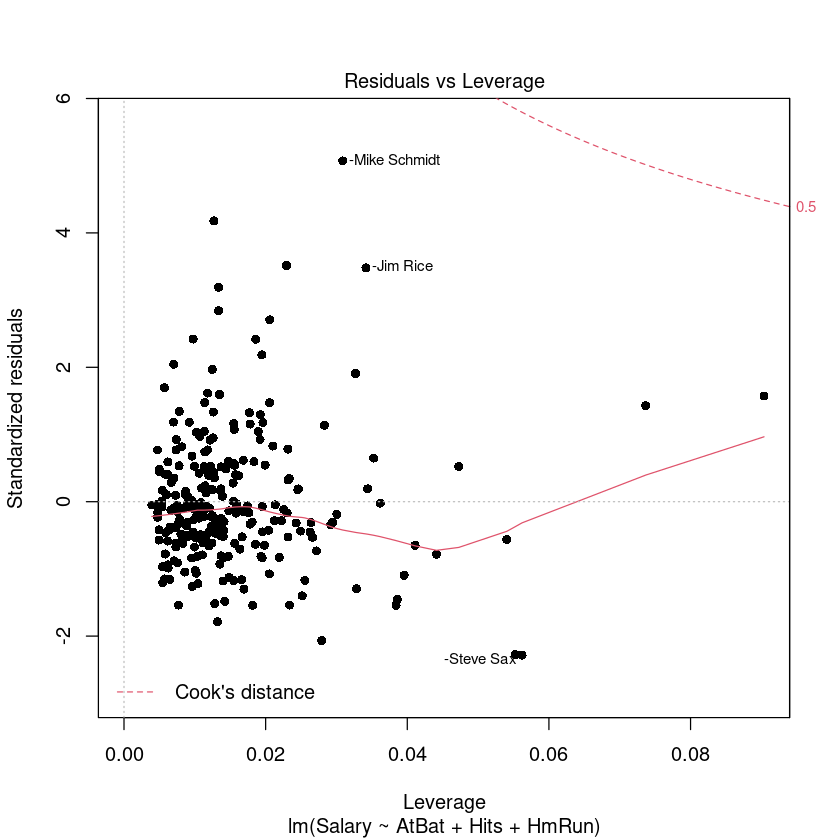 Residuals vs Leverage
6
4
2
0
-2
Standardized residuals
-Mike Schmidt
-Jim Rice
-Steve Sax
0.5
Cook's distance
0.00
0.02
0.04
0.06
0.08
Leverage
lm(Salary ~ AtBat + Hits + HmRun)